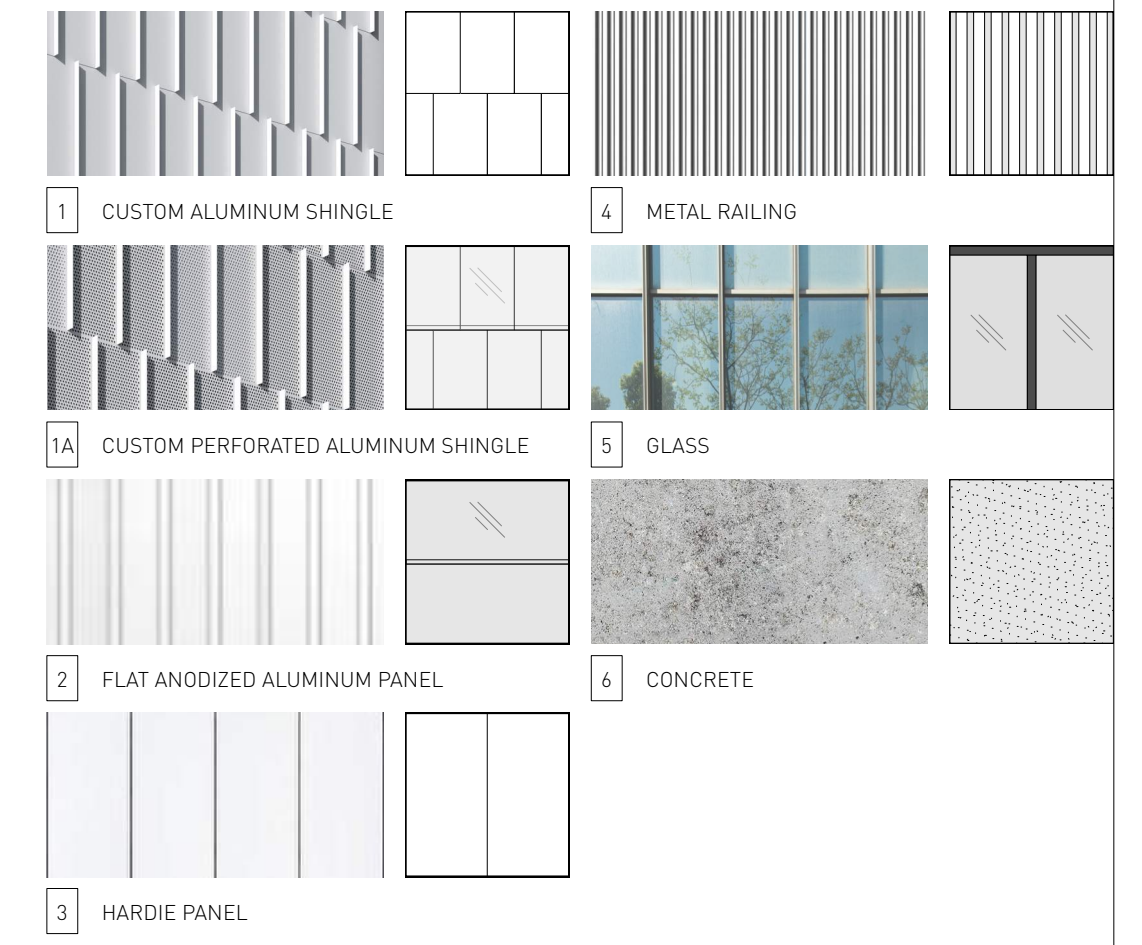 1 CUSTOM ALUMINUM SHINGLE
4 METAL RAILING
1A CUSTOM PERFORATED ALUMINUM SHINGLE
5 GLASS
2 FLAT ANODIZED ALUMINUM PANEL
6 CONCRETE
3 HARDIE PANEL